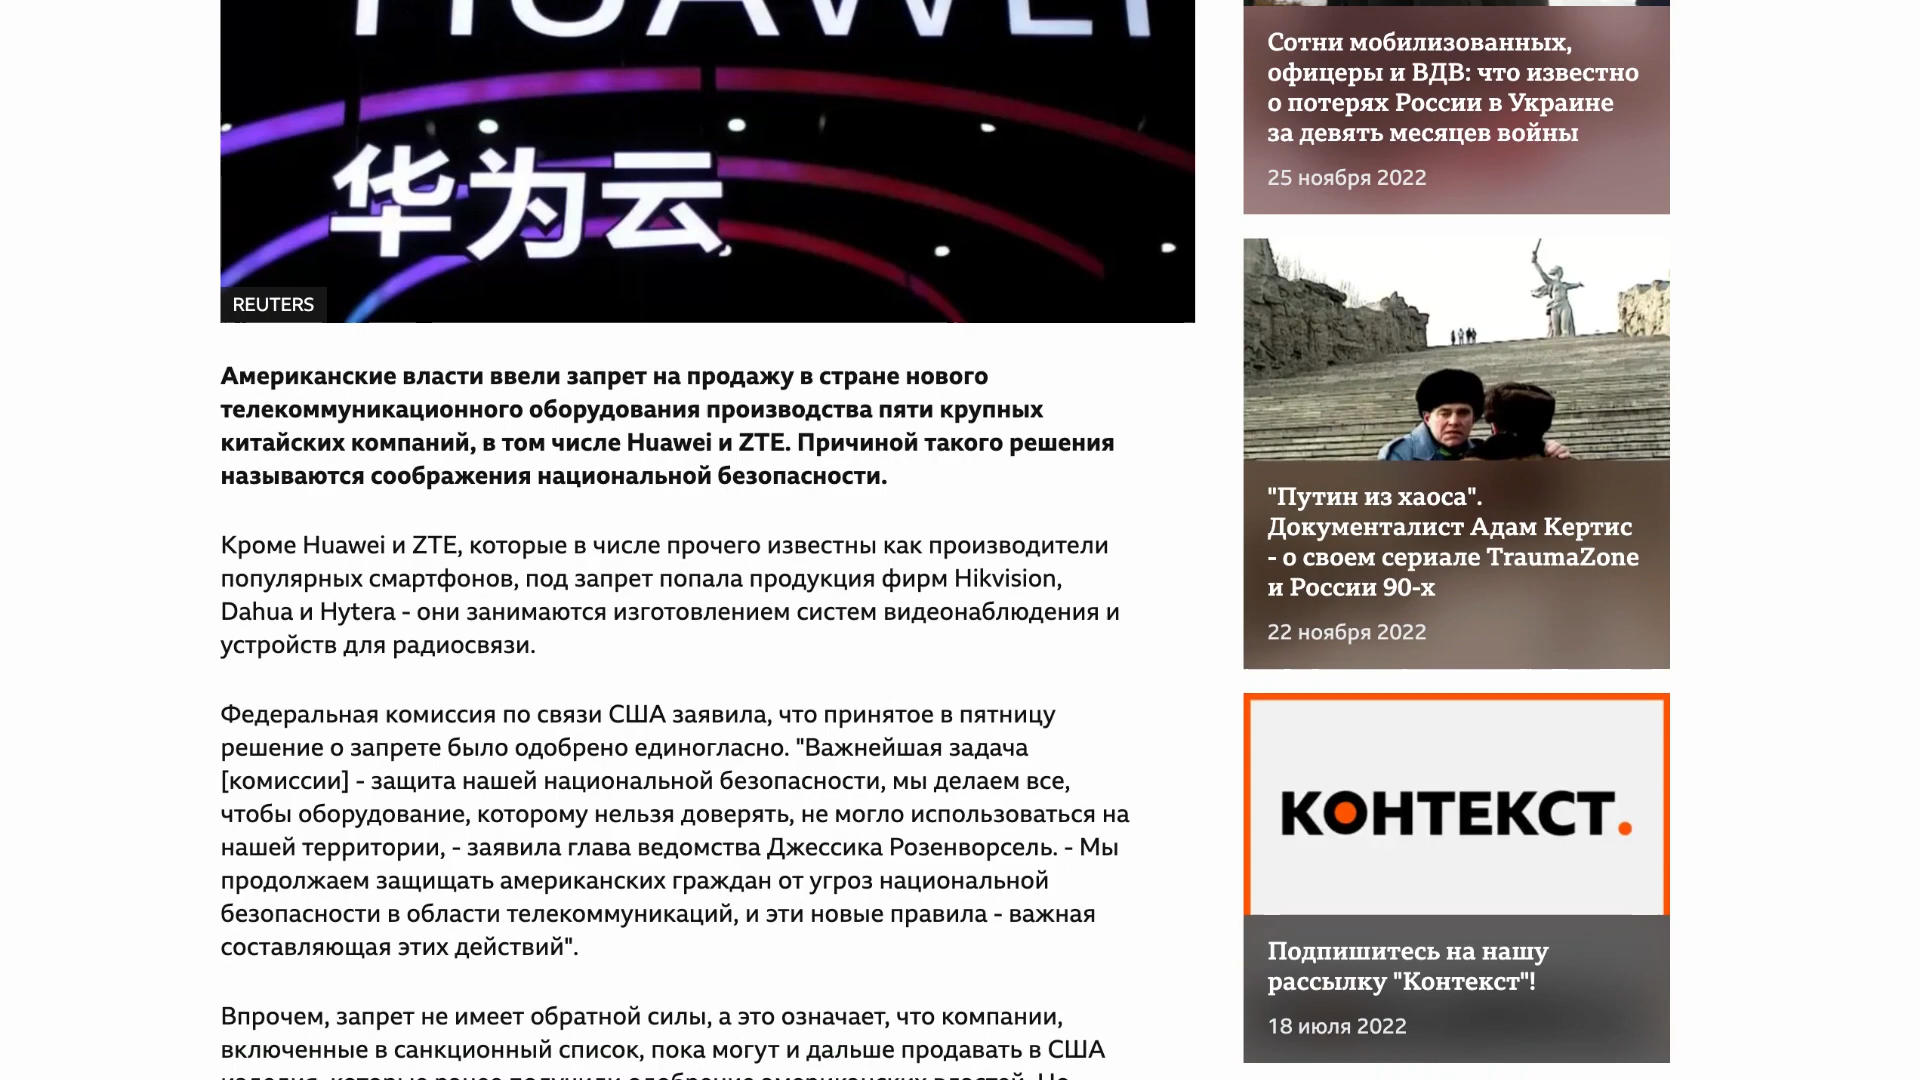 HUAWEI
华为云
REUTERS
Американские власти ввели запрет на продажу в стране нового
телекоммуникационного оборудования производства пяти крупных
китайских компаний, в том числе Huawei и ZTE. Причиной такого решения
называются соображения национальной безопасности.
Кроме Huawei и ZTE, которые в числе прочего известны как производители
популярных смартфонов, под запрет попала продукция фирм Hikvision,
Dahua и Hytera - они занимаются изготовлением систем видеонаблюдения и
устройств для радиосвязи.
Федеральная комиссия по связи США заявила, что принятое в пятницу
решение о запрете было одобрено единогласно. "Важнейшая задача
[комиссии] - защита нашей национальной безопасности, мы делаем все,
чтобы оборудование, которому нельзя доверять, не могло использоваться на
нашей территории, - заявила глава ведомства Джессика Розенворсель. - Мы
продолжаем защищать американских граждан от угроз национальной
безопасности в области телекоммуникаций, и эти новые правила - важная
составляющая этих действий".
Впрочем, запрет не имеет обратной силы, а это означает, что компании,
включенные в санкционный список, пока могут и дальше продавать в США
Сотни мобилизованных,
офицеры и ВДВ: что известно
о потерях России в Украине
за девять месяцев войны
25 ноября 2022
"Путин из хаоса".
Документалист Адам Кертис
- о своем сериале TraumaZone
и России 90-х
22 ноября 2022
КОНТЕКСТ.
Подпишитесь на нашу
рассылку "Контекст"!
18 июля 2022